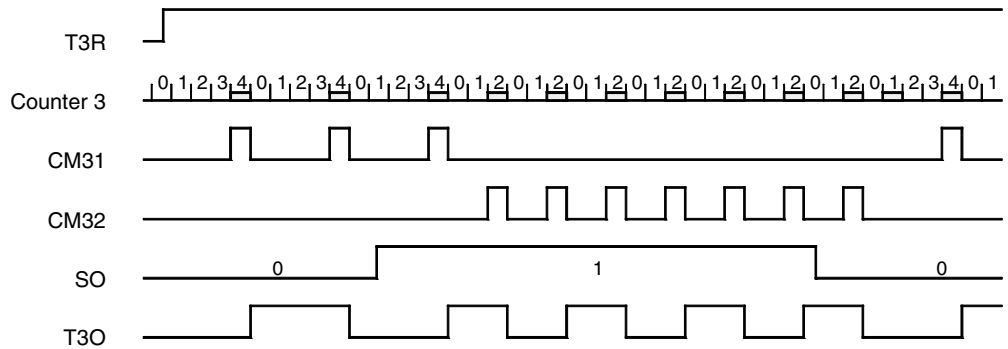 T3R
Counter 3 0 1 2 3 4 0 1 2 3 4 0 1 2 3 4 0 1 2 0 1 2 0 1 2 0 1 2 0 1 2 0 1 2 0 1 2 0 1 2 3 4 0 1
CM31
CM32
SO 0 1 0
T3O